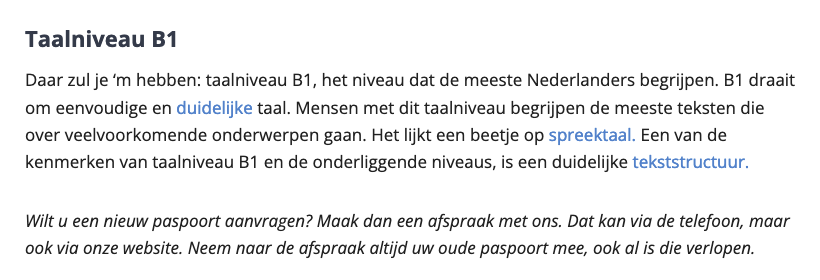 Taalniveau B1
Daar zul je ‘m hebben: taalniveau B1, het niveau dat de meeste Nederlanders begrijpen. B1 draait
om eenvoudige en duidelijke taal. Mensen met dit taalniveau begrijpen de meeste teksten die
over veelvoorkomende onderwerpen gaan. Het lijkt een beetje op spreektaal. Een van de
kenmerken van taalniveau B1 en de onderliggende niveaus, is een duidelijke tekststructuur.
Wilt u een nieuw paspoort aanvragen? Maak dan een afspraak met ons. Dat kan via de telefoon, maar
ook via onze website. Neem naar de afspraak altijd uw oude paspoort mee, ook al is die verlopen.